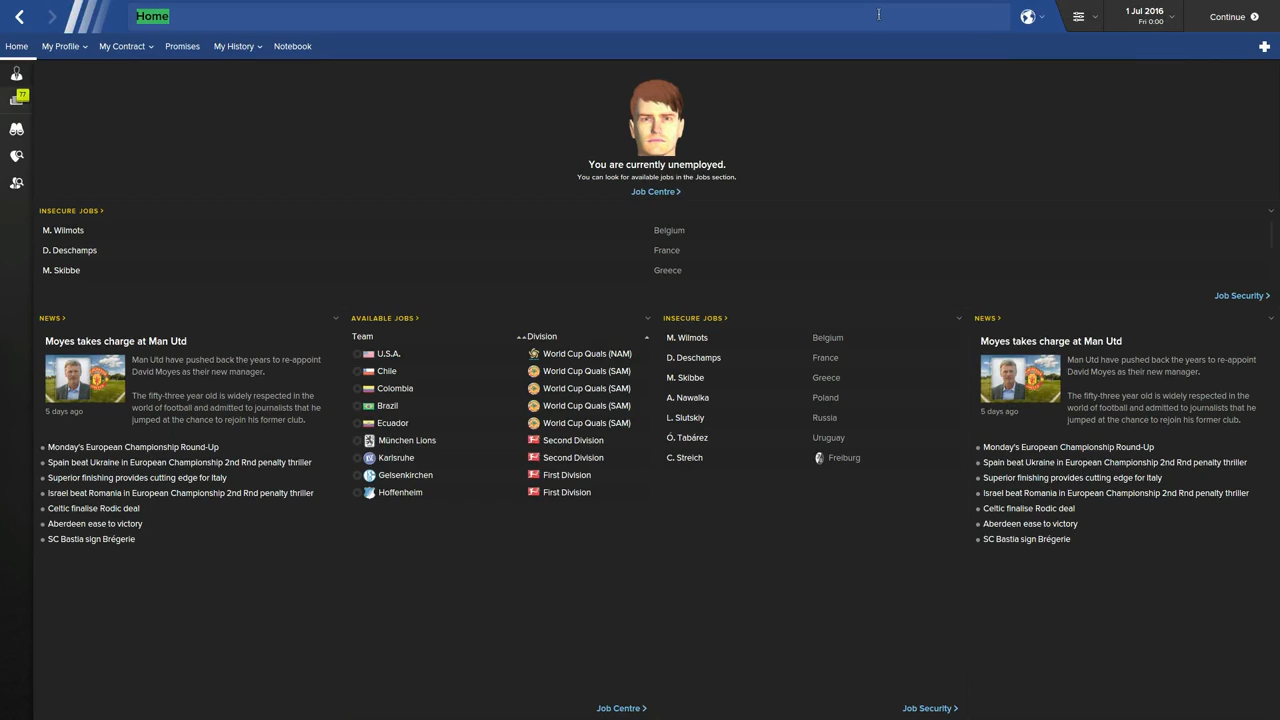 Home
1 Jul 2016
Fri 0:00
Continue
Home My Profile My Contract Promises My History Notebook
77
You are currently unemployed.
You can look for available jobs in the Jobs section.
Job Centre >
INSECURE JOBS >
M. Wilmots Belgium
D. Deschamps France
M. Skibbe Greece
Job Security >
NEWS >
Moyes takes charge at Man Utd
Man Utd have pushed back the years to re-appoint
David Moyes as their new manager.
The fifty-three year old is widely respected in the
world of football and admitted to journalists that he
jumped at the chance to rejoin his former club.
5 days ago
Monday's European Championship Round-Up
Spain beat Ukraine in European Championship 2nd Rnd penalty thriller
Superior finishing provides cutting edge for Italy
Israel beat Romania in European Championship 2nd Rnd penalty thriller
Celtic finalise Rodic deal
Aberdeen ease to victory
SC Bastia sign Brégerie
AVAILABLE JOBS >
Team Division
U.S.A. World Cup Quals (NAM)
Chile World Cup Quals (SAM)
Colombia World Cup Quals (SAM)
Brazil World Cup Quals (SAM)
Ecuador World Cup Quals (SAM)
München Lions Second Division
Karlsruhe Second Division
Gelsenkirchen First Division
Hoffenheim First Division
Job Centre >
INSECURE JOBS >
M. Wilmots Belgium
D. Deschamps France
M. Skibbe Greece
A. Nawalka Poland
L. Slutskiy Russia
Ó. Tabárez Uruguay
C. Streich Freiburg
Job Security >
NEWS >
Moyes takes charge at Man Utd
Man Utd have pushed back the years to re-appoint
David Moyes as their new manager.
The fifty-three year old is widely respected in the
world of football and admitted to journalists that he
jumped at the chance to rejoin his former club.
5 days ago
Monday's European Championship Round-Up
Spain beat Ukraine in European Championship 2nd Rnd penalty thriller
Superior finishing provides cutting edge for Italy
Israel beat Romania in European Championship 2nd Rnd penalty thriller
Celtic finalise Rodic deal
Aberdeen ease to victory
SC Bastia sign Brégerie